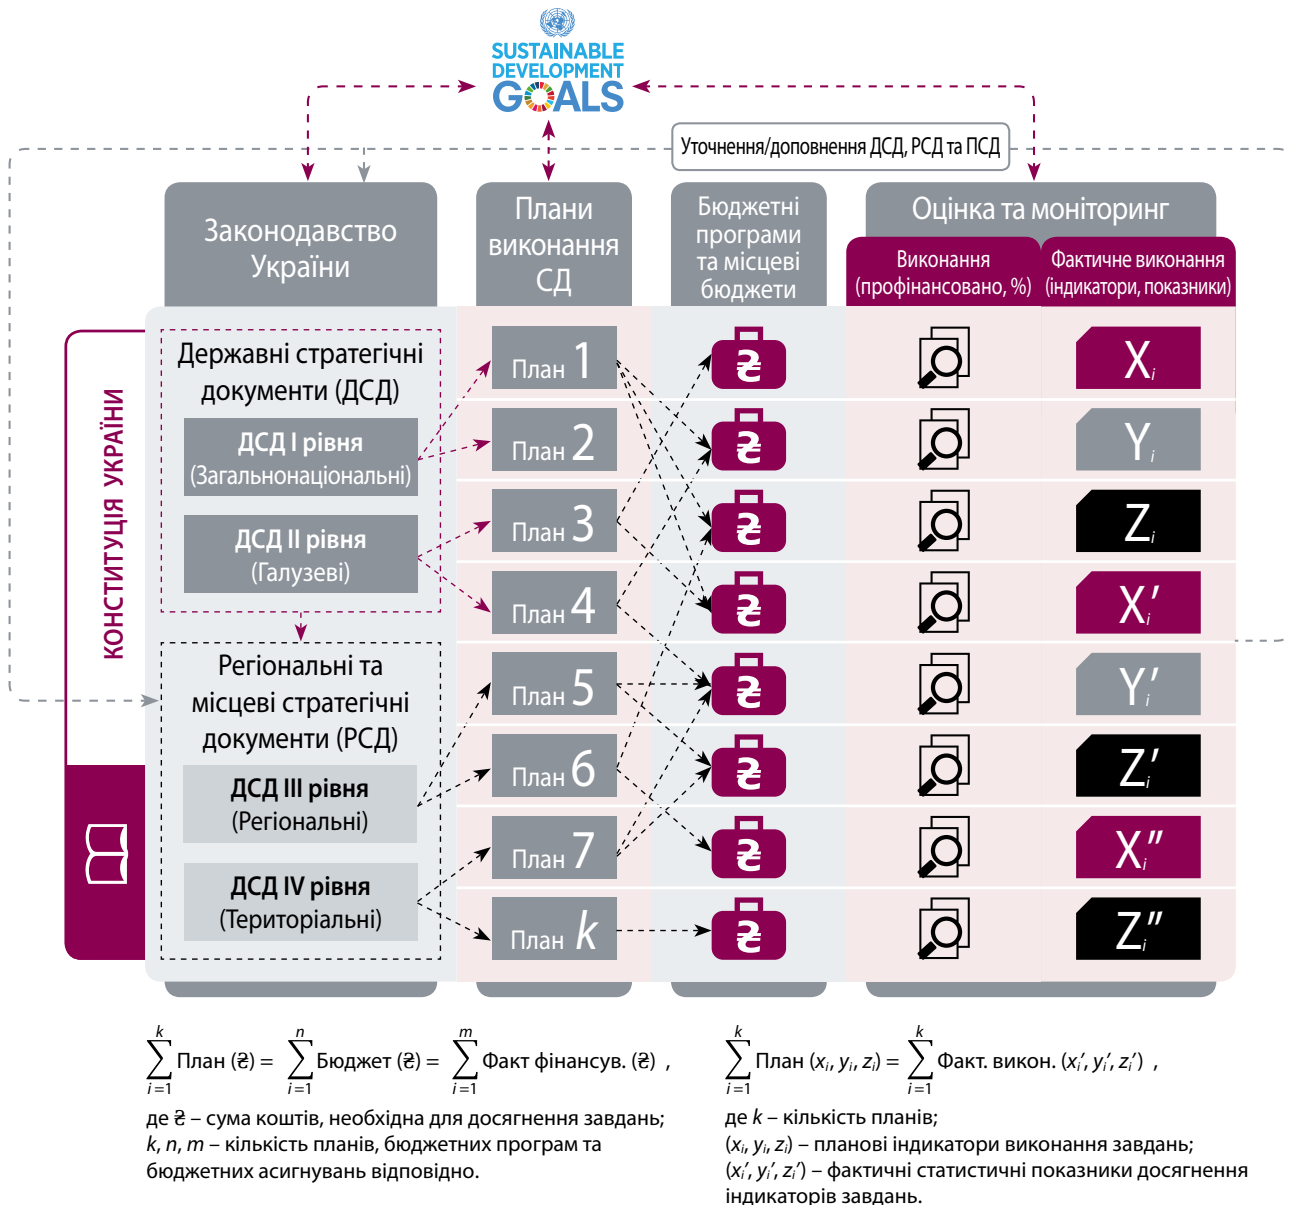 SUSTAINABLE
DEVELOPMENT
GOALS
Уточнення/доповнення ДСД, РСД та ПСД
Законодавство
України
Плани
виконання
СД
Бюджетні
програми
та місцеві
бюджети
Оцінка та моніторинг
Виконання
(профінансовано, %)
Фактичне виконання
(індикатори, показники)
КОНСТИТУЦІЯ УКРАЇНИ
Державні стратегічні
документи (ДСД)
ДСД І рівня
(Загальнонаціональні)
ДСД ІІ рівня
(Галузеві)
Регіональні та
місцеві стратегічні
документи (РСД)
ДСД ІІІ рівня
(Регіональні)
ДСД IV рівня
(Територіальні)
План 1
План 2
План 3
План 4
План 5
План 6
План 7
План k
₴
₴
₴
₴
₴
₴
₴
₴
X i
Y i
Z i
X i ′
Y i ′
Z i ′
X i ″
Z i ″
k ∑ i=1 План (₴) = n ∑ i=1 Бюджет (₴) = m ∑ i=1 Факт фінансув. (₴) ,
де ₴ – сума коштів, необхідна для досягнення завдань;
k, n, m – кількість планів, бюджетних програм та
бюджетних асигнувань відповідно.
k ∑ i=1 План (xi, yi, zi) = k ∑ i=1 Факт. викон. (xi′, yi′, zi′) ,
де k – кількість планів;
(xi, yi, zi) – планові індикатори виконання завдань;
(xi′, yi′, zi′) – фактичні статистичні показники досягнення
індикаторів завдань.